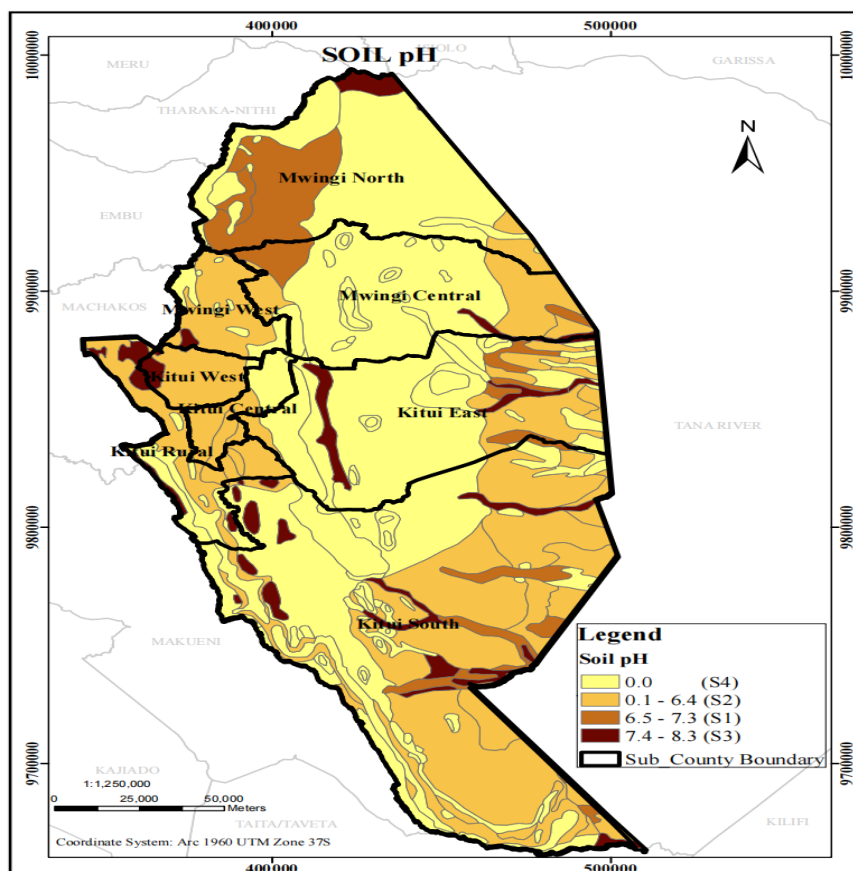 400000 500000
SOIL pH
MERU
GARISSA
THARAKA-NITHI
N
Mwingi North
EMBU
MACHAKOS
Mwingi Central
Mwingi West
Kitui West
Kitui Central
Kitui East
TANA RIVER
Kitui Rural
MAKUENI
Kitui South
Legend
Soil pH
0.0 (S4)
0.1 - 6.4 (S2)
6.5 - 7.3 (S1)
7.4 - 8.3 (S3)
Sub_County Boundary
KAJIADO
1:1,250,000
0 25,000 50,000
Meters
TAITA/TAVETA
KILIFI
Coordinate System: Arc 1960 UTM Zone 37S
400000 500000
10000000
9900000
9800000
9700000